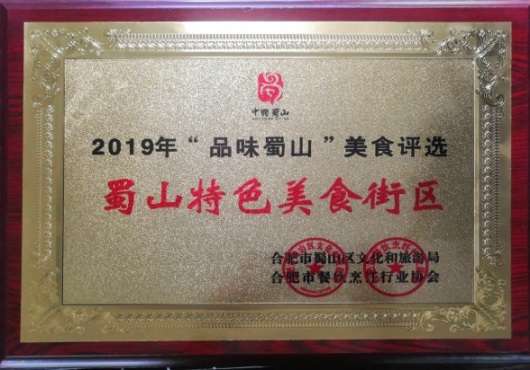 中国蜀山
2019年“品味蜀山”美食评选
蜀山特色美食街区
合肥市蜀山区文化和旅游局
合肥市餐饮烹饪行业协会